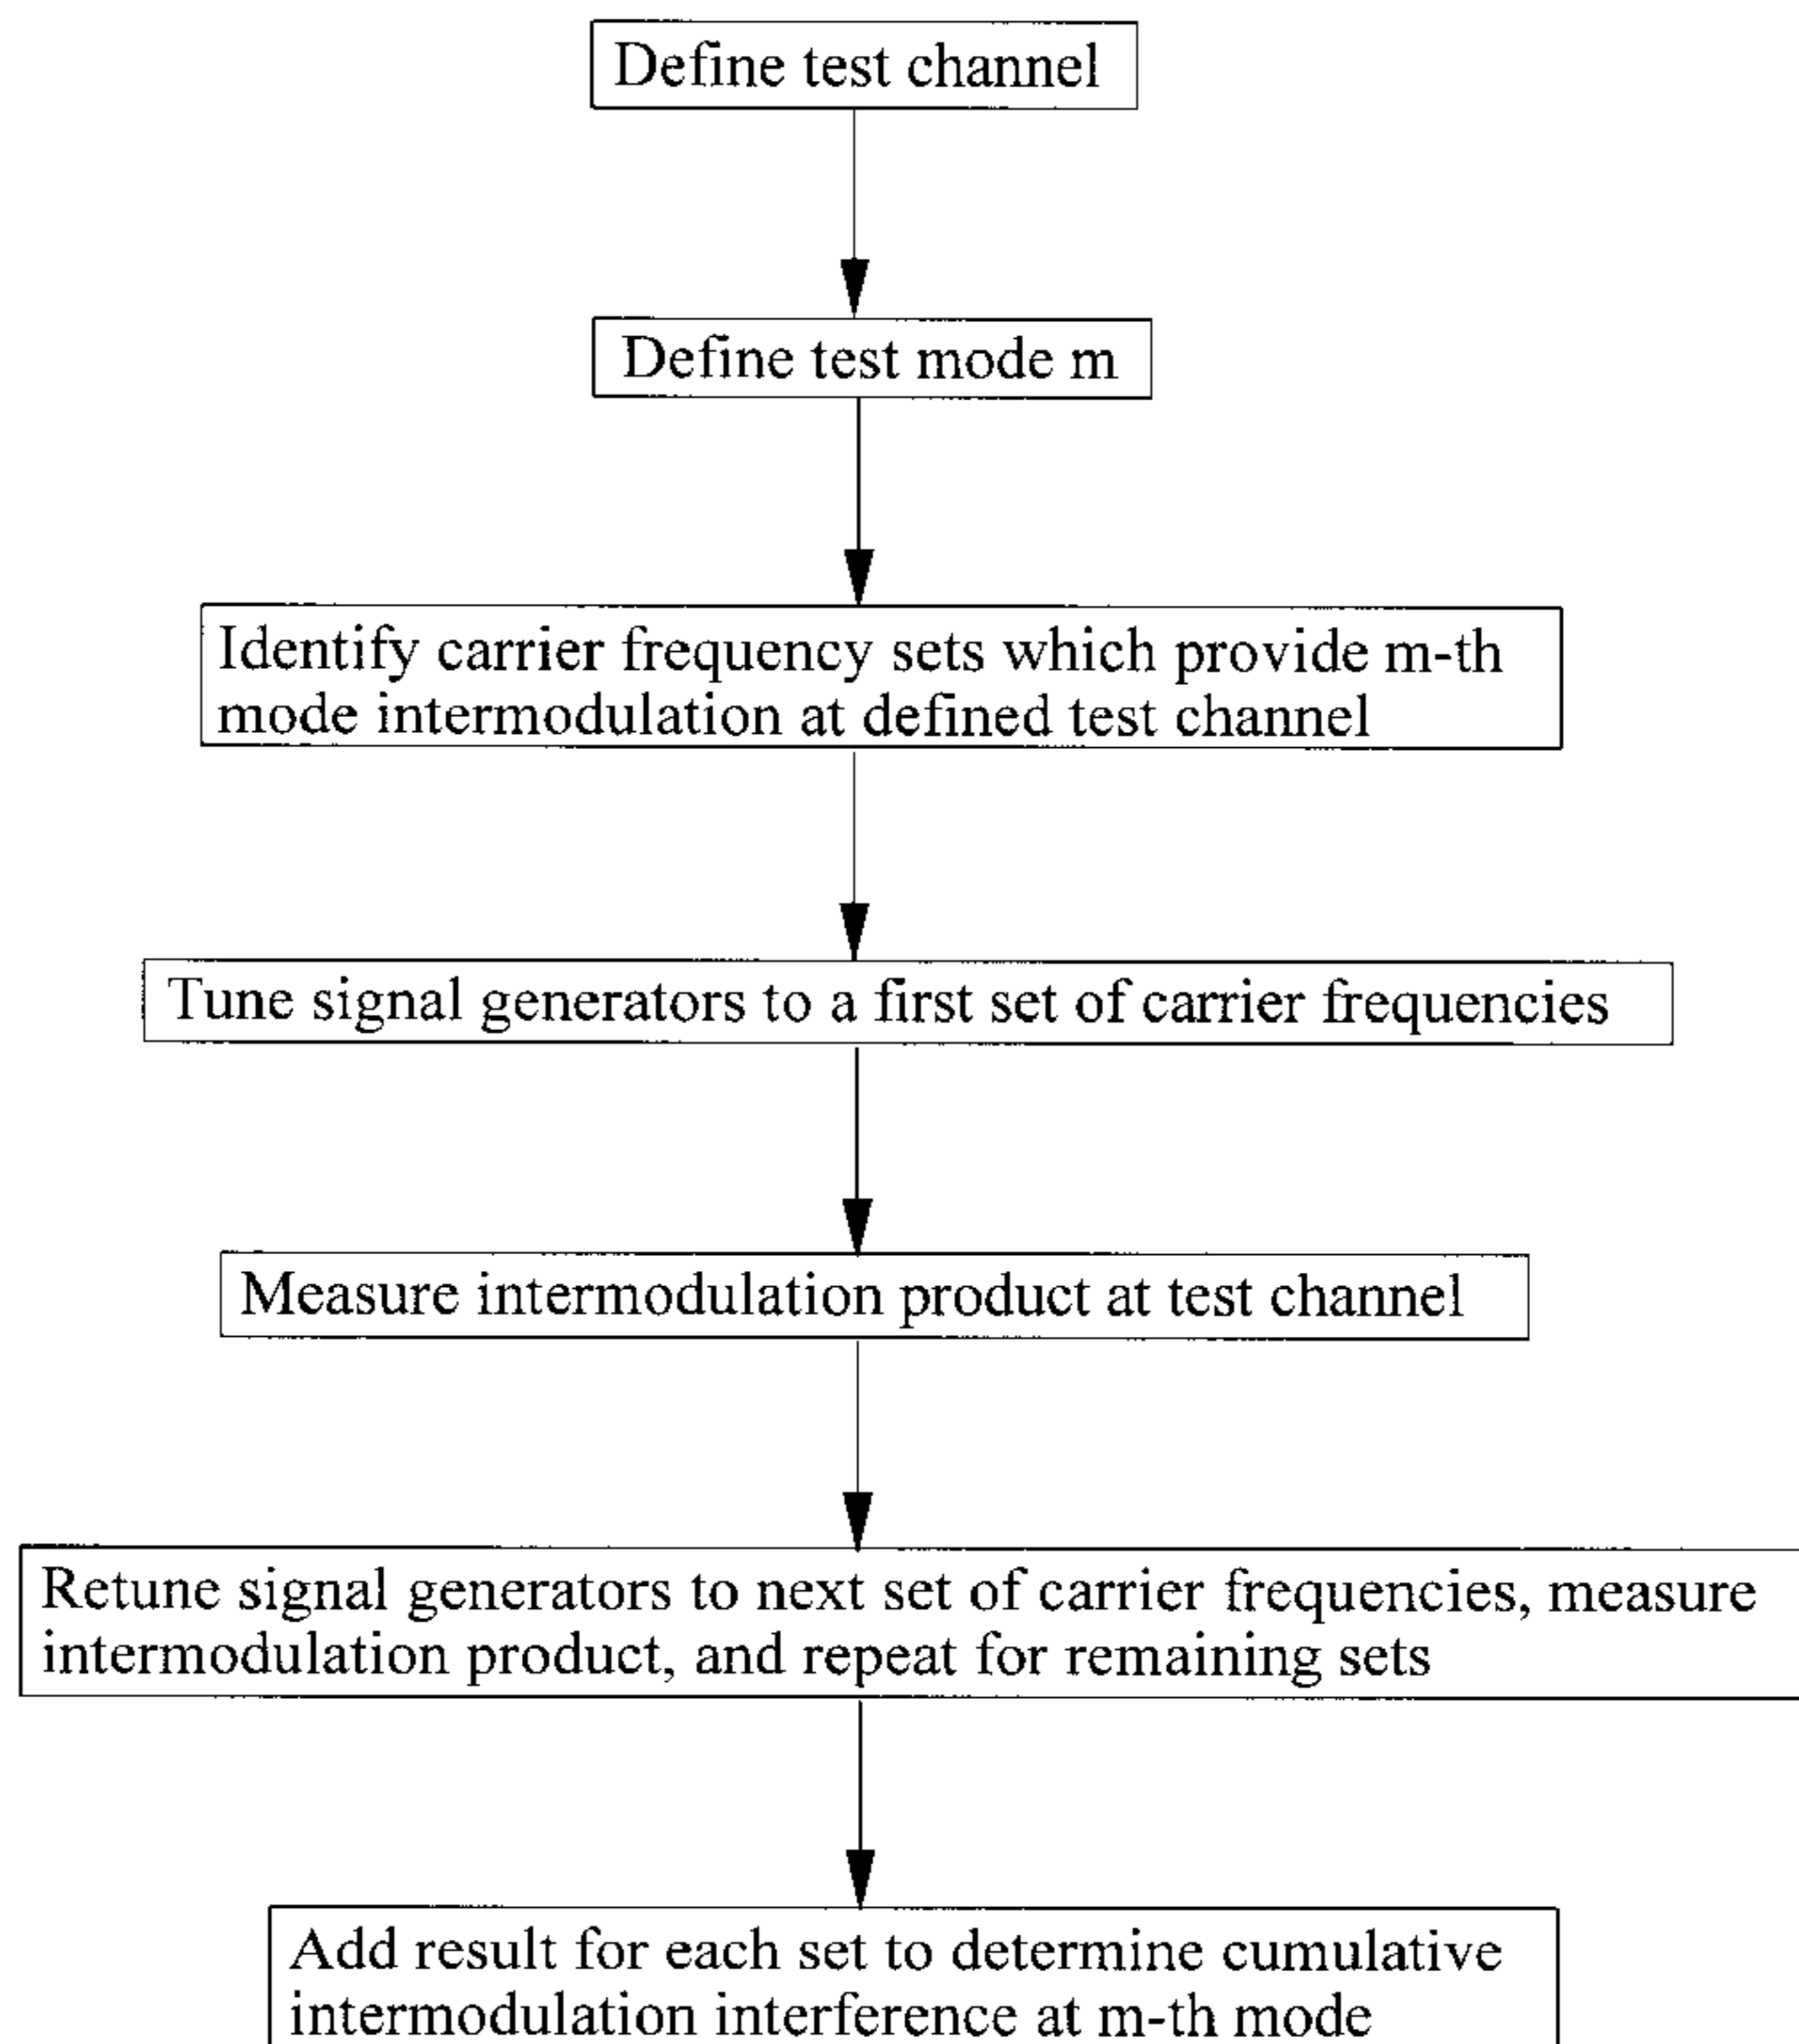 Define test channel
Define test mode m
Identify carrier frequency sets which provide m-th
mode intermodulation at defined test channel
Tune signal generators to a first set of carrier frequencies
Measure intermodulation product at test channel
Retune signal generators to next set of carrier frequencies, measure
intermodulation product, and repeat for remaining sets
Add result for each set to determine cumulative
intermodulation interference at m-th mode